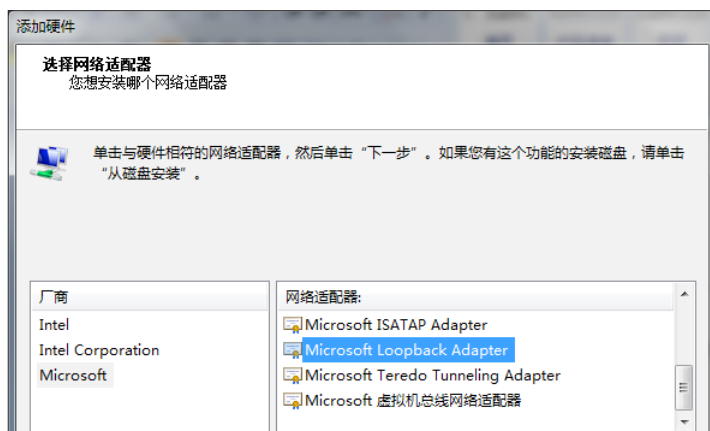 添加硬件
选择网络适配器
您想安装哪个网络适配器
单击与硬件相符的网络适配器，然后单击“下一步”。如果您有这个功能的安装磁盘，请单击
“从磁盘安装”。
厂商
Intel
Intel Corporation
Microsoft
网络适配器:
Microsoft ISATAP Adapter
Microsoft Loopback Adapter
Microsoft Teredo Tunneling Adapter
Microsoft 虚拟机总线网络适配器